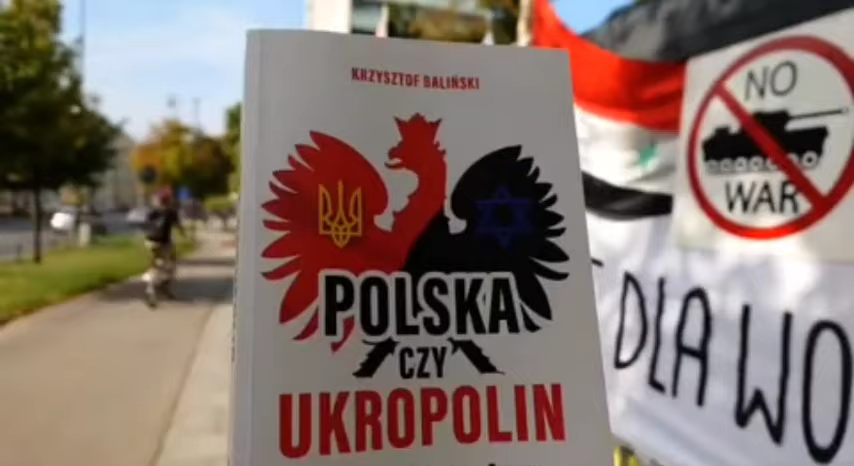 KRZYSZTOF BALIŃSKI
POLSKA
CZY
UKROPOLIN
NO
WAR
DLA WO